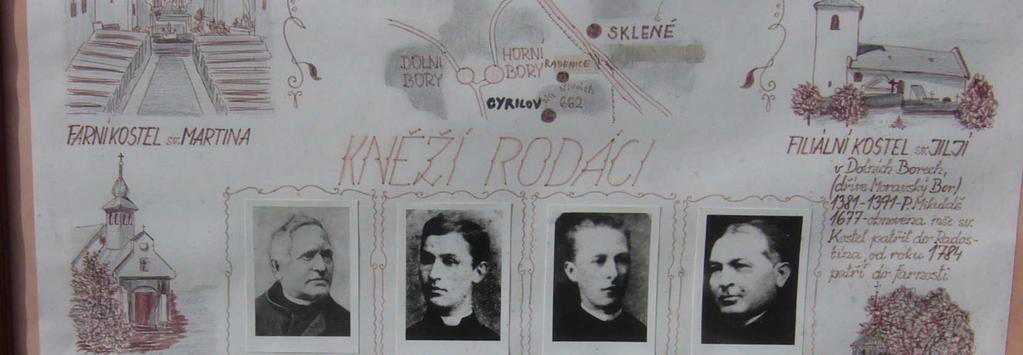 SKLENÉ
DOLNÍ
BORY
HORNÍ
BORY
RADENICE
CYRILOV
662
FARNÍ KOSTEL sv. MARTINA
KNĚŽÍ RODÁCI
FILIÁLNÍ KOSTEL sv. JILJÍ
v Dolních Borech,
(dříve Moravský Bor)
1381-1391-P. Mikuláš
1677-obnovena mše sv.
Kostel patřil do Rados-
tína, od roku 1784
patří do farnosti